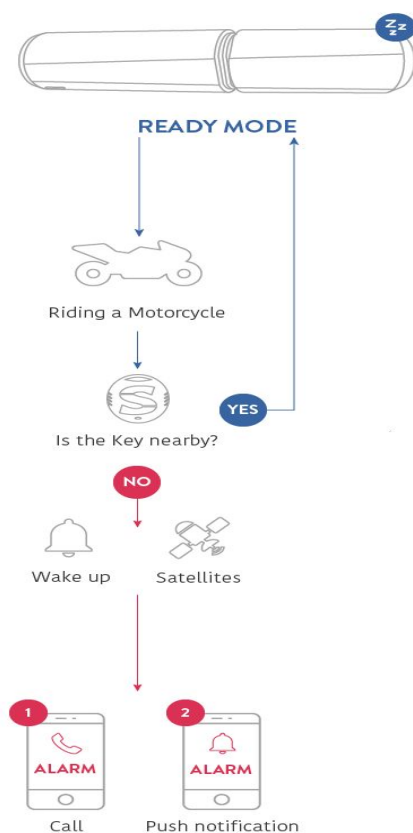 Z Z Z
READY MODE
Riding a Motorcycle
S
Is the Key nearby?
YES
NO
Wake up
Satellites
1
ALARM
Call
2
ALARM
Push notification